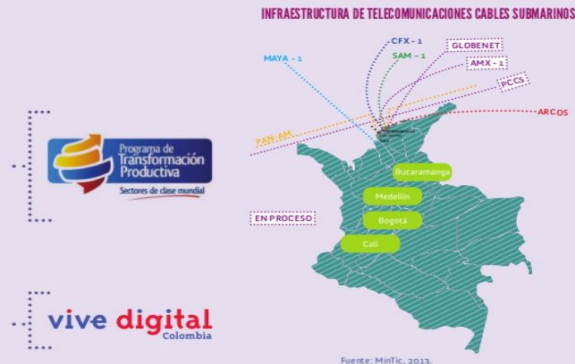 INFRAESTRUCTURA DE TELECOMUNICACIONES CABLES SUBMARINOS
CFX - 1
GLOBENET
MAYA - 1
SAM - 1
AMX - 1
PCCS
ARCOS
PAN-AM
Programa de
Transformación
Productiva
Sectores de clase mundial
Bucaramanga
Medellín
EN PROCESO
Bogotá
Cali
vive digital
Colombia
Fuente: MinTic, 2013.